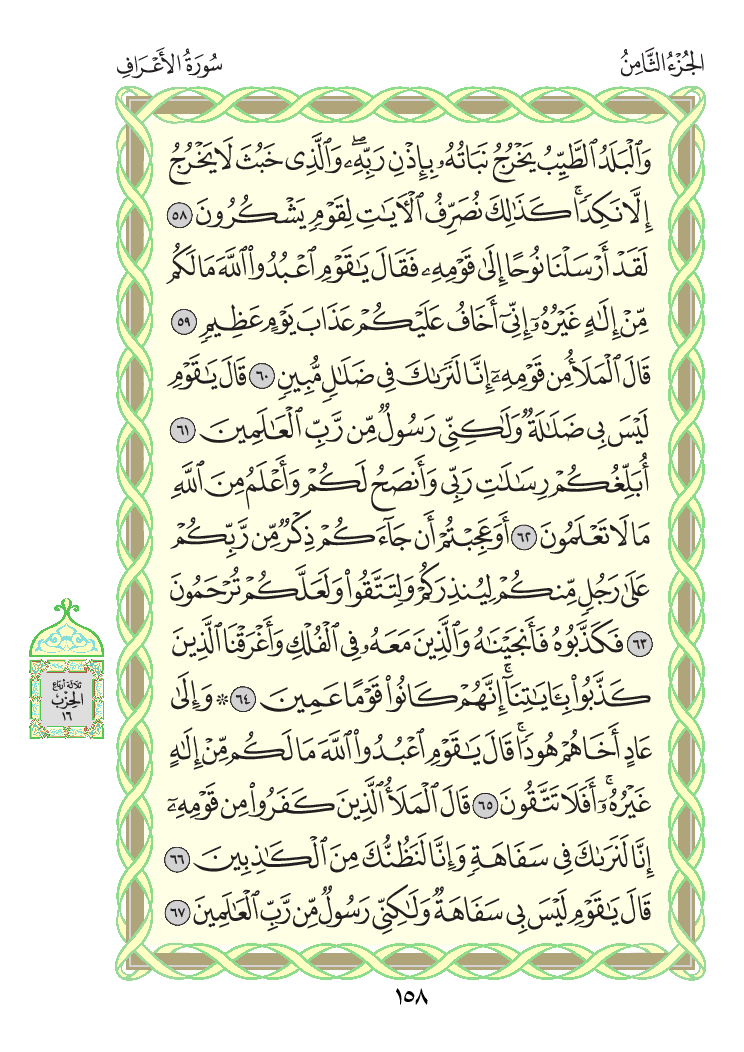 الجُزْءُ الثَّامِنُ
سُورَةُ الأَعْرَافِ
وَٱلْبَلَدُ ٱلطَّيِّبُ يَخْرُجُ نَبَاتُهُۥ بِإِذْنِ رَبِّهِۦۖ وَٱلَّذِى خَبُثَ لَا يَخْرُجُ
إِلَّا نَكِدًاۚ كَذَٰلِكَ نُصَرِّفُ ٱلْءَايَٰتِ لِقَوْمٍ يَشْكُرُونَ ٥٨
لَقَدْ أَرْسَلْنَا نُوحًا إِلَىٰ قَوْمِهِۦ فَقَالَ يَٰقَوْمِ ٱعْبُدُوا۟ ٱللَّهَ مَا لَكُم
مِّنْ إِلَٰهٍ غَيْرُهُۥٓ إِنِّىٓ أَخَافُ عَلَيْكُمْ عَذَابَ يَوْمٍ عَظِيمٍ ٥٩
قَالَ ٱلْمَلَأُ مِن قَوْمِهِۦٓ إِنَّا لَنَرَىٰكَ فِى ضَلَٰلٍ مُّبِينٍ ٦٠ قَالَ يَٰقَوْمِ
لَيْسَ بِى ضَلَٰلَةٌ وَلَٰكِنِّى رَسُولٌ مِّن رَّبِّ ٱلْعَٰلَمِينَ ٦١
أُبَلِّغُكُمْ رِسَٰلَٰتِ رَبِّى وَأَنصَحُ لَكُمْ وَأَعْلَمُ مِنَ ٱللَّهِ
مَا لَا تَعْلَمُونَ ٦٢ أَوَعَجِبْتُمْ أَن جَآءَكُمْ ذِكْرٌ مِّن رَّبِّكُمْ
عَلَىٰ رَجُلٍ مِّنكُمْ لِيُنذِرَكُمْ وَلِتَتَّقُوا۟ وَلَعَلَّكُمْ تُرْحَمُونَ
٦٣ فَكَذَّبُوهُ فَأَنجَيْنَٰهُ وَٱلَّذِينَ مَعَهُۥ فِى ٱلْفُلْكِ وَأَغْرَقْنَا ٱلَّذِينَ
كَذَّبُوا۟ بِـَٔايَٰتِنَآۚ إِنَّهُمْ كَانُوا۟ قَوْمًا عَمِينَ ٦٤ ۞ وَإِلَىٰ
عَادٍ أَخَاهُمْ هُودًاۚ قَالَ يَٰقَوْمِ ٱعْبُدُوا۟ ٱللَّهَ مَا لَكُم مِّنْ إِلَٰهٍ
غَيْرُهُۥٓۚ أَفَلَا تَتَّقُونَ ٦٥ قَالَ ٱلْمَلَأُ ٱلَّذِينَ كَفَرُوا۟ مِن قَوْمِهِۦٓ
إِنَّا لَنَرَىٰكَ فِى سَفَاهَةٍ وَإِنَّا لَنَظُنُّكَ مِنَ ٱلْكَٰذِبِينَ ٦٦
قَالَ يَٰقَوْمِ لَيْسَ بِى سَفَاهَةٌ وَلَٰكِنِّى رَسُولٌ مِّن رَّبِّ ٱلْعَٰلَمِينَ ٦٧
ثلاثة أرباع
الحِزْبِ
١٦
١٥٨